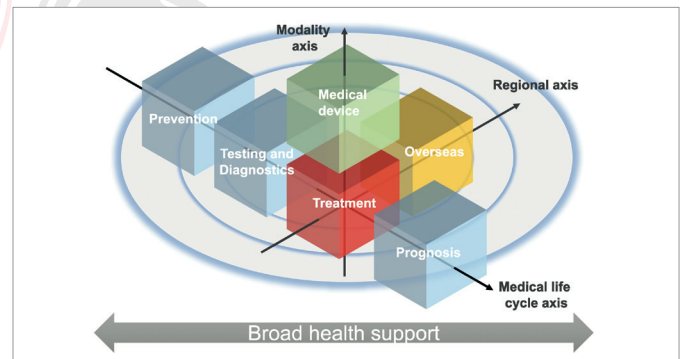 Modality
axis
Regional axis
Medical
device
Prevention
Testing and
Diagnostics
Overseas
Treatment
Prognosis
Medical life
cycle axis
Broad health support